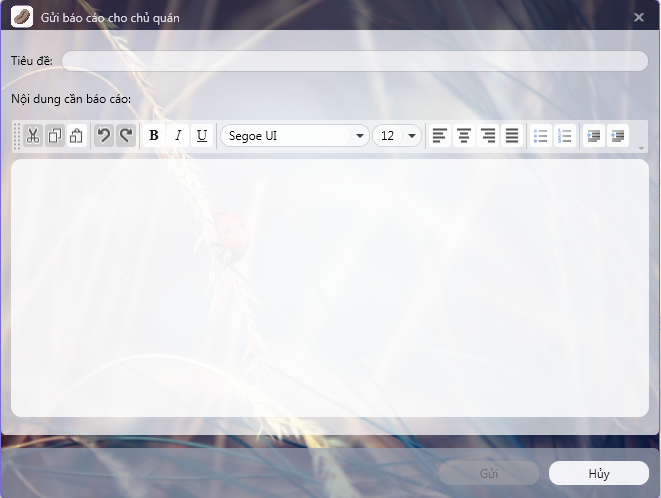 Gửi báo cáo cho chủ quán
Tiêu đề:
Nội dung cần báo cáo:
B I U Segoe UI 12
Gửi Hủy